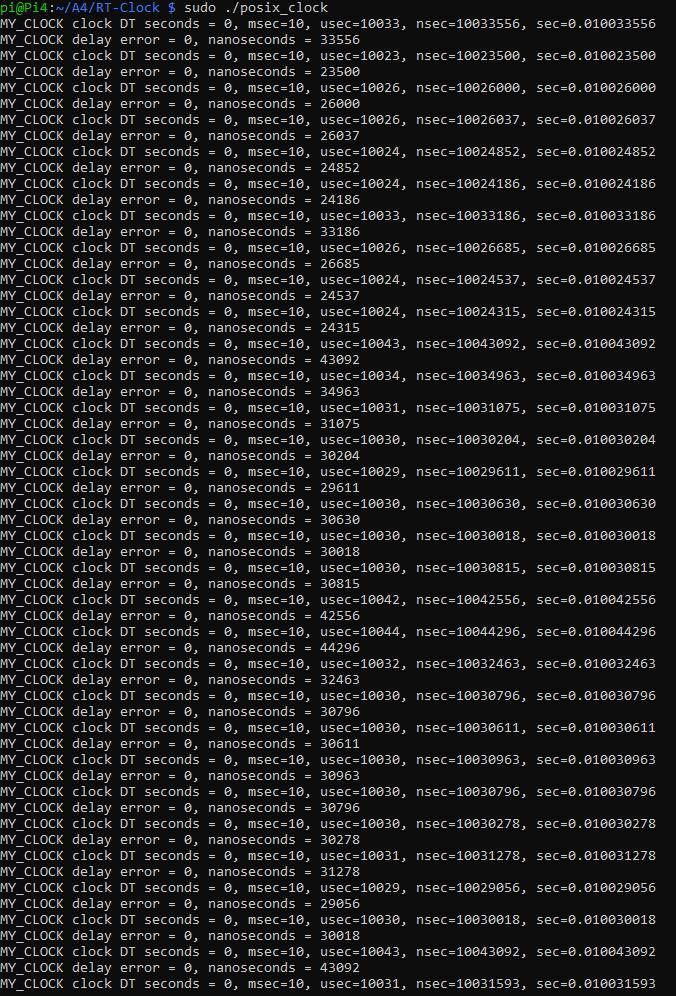 pi@Pi4:~/A4/RT-Clock $ sudo ./posix_clock
MY_CLOCK clock DT seconds = 0, msec=10, usec=10033, nsec=10033556, sec=0.010033556
MY_CLOCK delay error = 0, nanoseconds = 33556
MY_CLOCK clock DT seconds = 0, msec=10, usec=10023, nsec=10023500, sec=0.010023500
MY_CLOCK delay error = 0, nanoseconds = 23500
MY_CLOCK clock DT seconds = 0, msec=10, usec=10026, nsec=10026000, sec=0.010026000
MY_CLOCK delay error = 0, nanoseconds = 26000
MY_CLOCK clock DT seconds = 0, msec=10, usec=10026, nsec=10026037, sec=0.010026037
MY_CLOCK delay error = 0, nanoseconds = 26037
MY_CLOCK clock DT seconds = 0, msec=10, usec=10024, nsec=10024852, sec=0.010024852
MY_CLOCK delay error = 0, nanoseconds = 24852
MY_CLOCK clock DT seconds = 0, msec=10, usec=10024, nsec=10024186, sec=0.010024186
MY_CLOCK delay error = 0, nanoseconds = 24186
MY_CLOCK clock DT seconds = 0, msec=10, usec=10033, nsec=10033186, sec=0.010033186
MY_CLOCK delay error = 0, nanoseconds = 33186
MY_CLOCK clock DT seconds = 0, msec=10, usec=10026, nsec=10026685, sec=0.010026685
MY_CLOCK delay error = 0, nanoseconds = 26685
MY_CLOCK clock DT seconds = 0, msec=10, usec=10024, nsec=10024537, sec=0.010024537
MY_CLOCK delay error = 0, nanoseconds = 24537
MY_CLOCK clock DT seconds = 0, msec=10, usec=10024, nsec=10024315, sec=0.010024315
MY_CLOCK delay error = 0, nanoseconds = 24315
MY_CLOCK clock DT seconds = 0, msec=10, usec=10043, nsec=10043092, sec=0.010043092
MY_CLOCK delay error = 0, nanoseconds = 43092
MY_CLOCK clock DT seconds = 0, msec=10, usec=10034, nsec=10034963, sec=0.010034963
MY_CLOCK delay error = 0, nanoseconds = 34963
MY_CLOCK clock DT seconds = 0, msec=10, usec=10031, nsec=10031075, sec=0.010031075
MY_CLOCK delay error = 0, nanoseconds = 31075
MY_CLOCK clock DT seconds = 0, msec=10, usec=10030, nsec=10030204, sec=0.010030204
MY_CLOCK delay error = 0, nanoseconds = 30204
MY_CLOCK clock DT seconds = 0, msec=10, usec=10029, nsec=10029611, sec=0.010029611
MY_CLOCK delay error = 0, nanoseconds = 29611
MY_CLOCK clock DT seconds = 0, msec=10, usec=10030, nsec=10030630, sec=0.010030630
MY_CLOCK delay error = 0, nanoseconds = 30630
MY_CLOCK clock DT seconds = 0, msec=10, usec=10030, nsec=10030018, sec=0.010030018
MY_CLOCK delay error = 0, nanoseconds = 30018
MY_CLOCK clock DT seconds = 0, msec=10, usec=10030, nsec=10030815, sec=0.010030815
MY_CLOCK delay error = 0, nanoseconds = 30815
MY_CLOCK clock DT seconds = 0, msec=10, usec=10042, nsec=10042556, sec=0.010042556
MY_CLOCK delay error = 0, nanoseconds = 42556
MY_CLOCK clock DT seconds = 0, msec=10, usec=10044, nsec=10044296, sec=0.010044296
MY_CLOCK delay error = 0, nanoseconds = 44296
MY_CLOCK clock DT seconds = 0, msec=10, usec=10032, nsec=10032463, sec=0.010032463
MY_CLOCK delay error = 0, nanoseconds = 32463
MY_CLOCK clock DT seconds = 0, msec=10, usec=10030, nsec=10030796, sec=0.010030796
MY_CLOCK delay error = 0, nanoseconds = 30796
MY_CLOCK clock DT seconds = 0, msec=10, usec=10030, nsec=10030611, sec=0.010030611
MY_CLOCK delay error = 0, nanoseconds = 30611
MY_CLOCK clock DT seconds = 0, msec=10, usec=10030, nsec=10030963, sec=0.010030963
MY_CLOCK delay error = 0, nanoseconds = 30963
MY_CLOCK clock DT seconds = 0, msec=10, usec=10030, nsec=10030796, sec=0.010030796
MY_CLOCK delay error = 0, nanoseconds = 30796
MY_CLOCK clock DT seconds = 0, msec=10, usec=10030, nsec=10030278, sec=0.010030278
MY_CLOCK delay error = 0, nanoseconds = 30278
MY_CLOCK clock DT seconds = 0, msec=10, usec=10031, nsec=10031278, sec=0.010031278
MY_CLOCK delay error = 0, nanoseconds = 31278
MY_CLOCK clock DT seconds = 0, msec=10, usec=10029, nsec=10029056, sec=0.010029056
MY_CLOCK delay error = 0, nanoseconds = 29056
MY_CLOCK clock DT seconds = 0, msec=10, usec=10030, nsec=10030018, sec=0.010030018
MY_CLOCK delay error = 0, nanoseconds = 30018
MY_CLOCK clock DT seconds = 0, msec=10, usec=10043, nsec=10043092, sec=0.010043092
MY_CLOCK delay error = 0, nanoseconds = 43092
MY_CLOCK clock DT seconds = 0, msec=10, usec=10031, nsec=10031593, sec=0.010031593